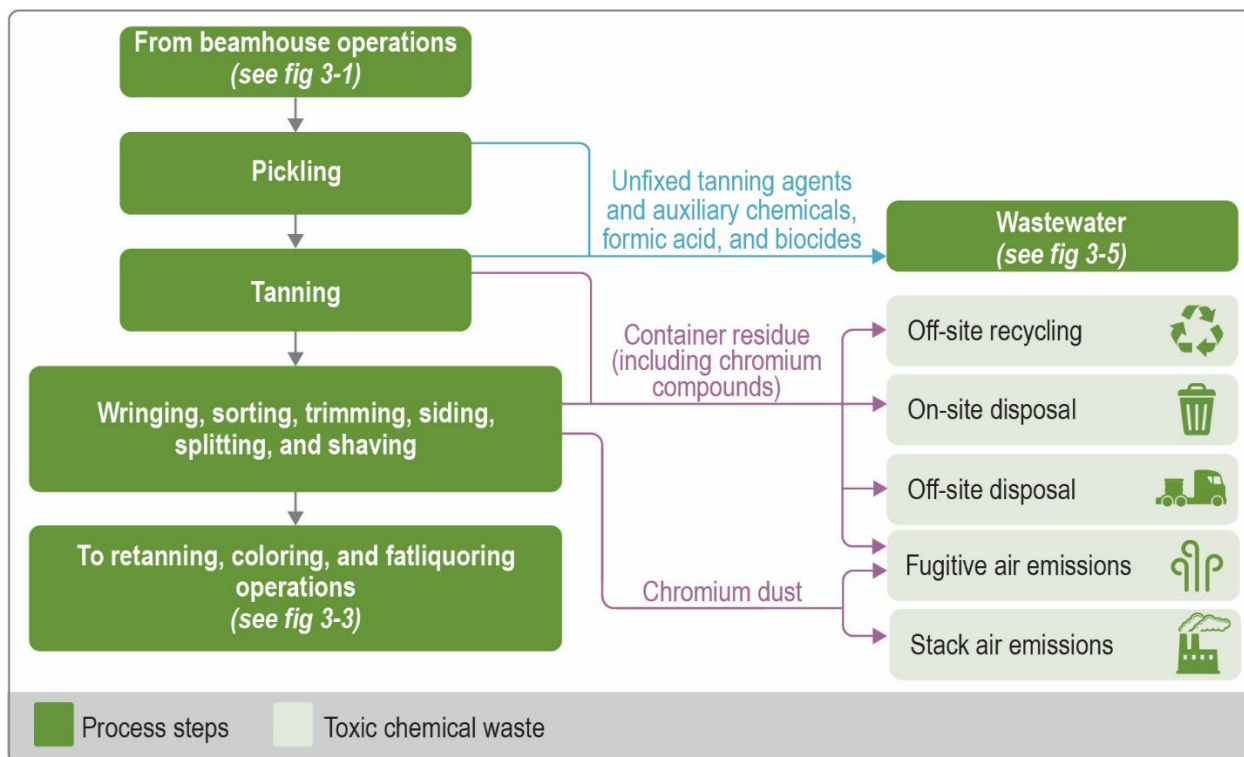 From beamhouse operations
(see fig 3-1)
Pickling
Unfixed tanning agents
and auxiliary chemicals,
formic acid, and biocides
Wastewater
(see fig 3-5)
Tanning
Container residue
(including chromium
compounds)
Off-site recycling
Wringing, sorting, trimming, siding,
splitting, and shaving
On-site disposal
Off-site disposal
To retanning, coloring, and fatliquoring
operations
(see fig 3-3)
Chromium dust
Fugitive air emissions
Stack air emissions
Process steps
Toxic chemical waste